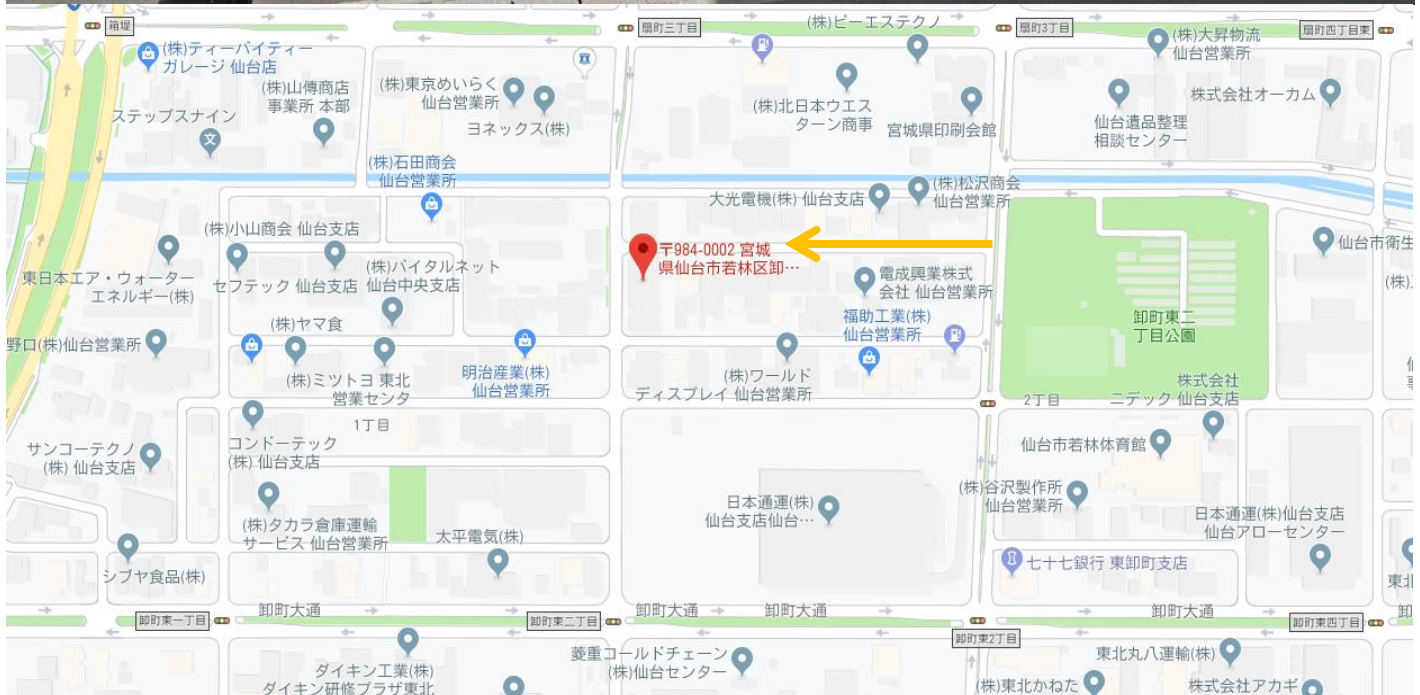 箱堤
扇町三丁目
(株)ピーエステクノ
扇町3丁目
(株)大昇物流
仙台営業所
扇町四丁目東
(株)ティーバイティー
ガレージ 仙台店
(株)山傳商店
事業所 本部
(株)東京めいらく
仙台営業所
ステップスナイン
文
ヨネックス(株)
(株)北日本ウエス
ターン商事
宮城県印刷会館
仙台遺品整理
相談センター
株式会社オーカム
(株)石田商会
仙台営業所
大光電機(株) 仙台支店
(株)松沢商会
仙台営業所
(株)小山商会 仙台支店
〒984-0002 宮城
県仙台市若林区卸…
仙台市衛生
東日本エア・ウォーター
エネルギー(株)
セフテック 仙台支店
(株)バイタルネット
仙台中央支店
電成興業株式
会社 仙台営業所
(株)
福助工業(株)
仙台営業所
卸町東二
丁目公園
野口(株)仙台営業所
(株)ヤマ食
(株)ミツトヨ 東北
営業センタ
明治産業(株)
仙台営業所
(株)ワールド
ディスプレイ 仙台営業所
株式会社
ニデック 仙台支店
2丁目
1丁目
サンコーテクノ
(株) 仙台支店
コンドーテック
(株) 仙台支店
仙台市若林体育館
日本通運(株)
仙台支店仙台…
(株)谷沢製作所
仙台営業所
(株)タカラ倉庫運輸
サービス 仙台営業所
太平電気(株)
日本通運(株)仙台支店
仙台アローセンター
シブヤ食品(株)
七十七銀行 東卸町支店
東北
卸町東一丁目
卸町大通
卸町東二丁目
卸町大通
卸町大通
卸町東2丁目
卸町大通
卸町東四丁目
卸
ダイキン工業(株)
ダイキン研修プラザ東北
菱重コールドチェーン
(株)仙台センター
(株)東北かねた
東北丸八運輸(株)
株式会社アカギ